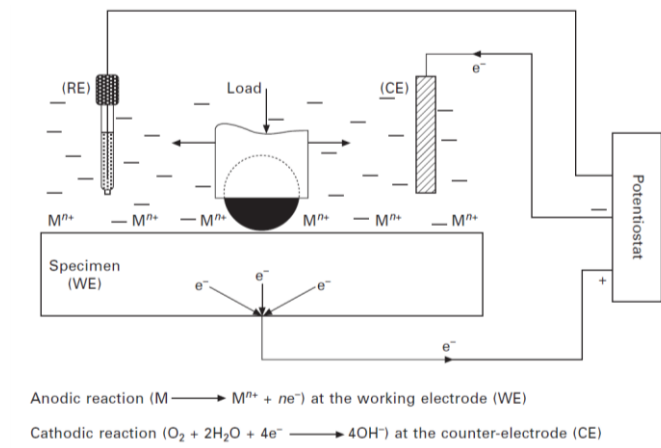 e⁻
(RE) Load (CE)
Mⁿ⁺ Mⁿ⁺ Mⁿ⁺ Mⁿ⁺ Mⁿ⁺ Mⁿ⁺
Potentiostat
−
+
Specimen
(WE)
e⁻ e⁻ e⁻
e⁻
Anodic reaction (M ⟶ Mⁿ⁺ + ne⁻) at the working electrode (WE)
Cathodic reaction (O₂ + 2H₂O + 4e⁻ ⟶ 4OH⁻) at the counter-electrode (CE)